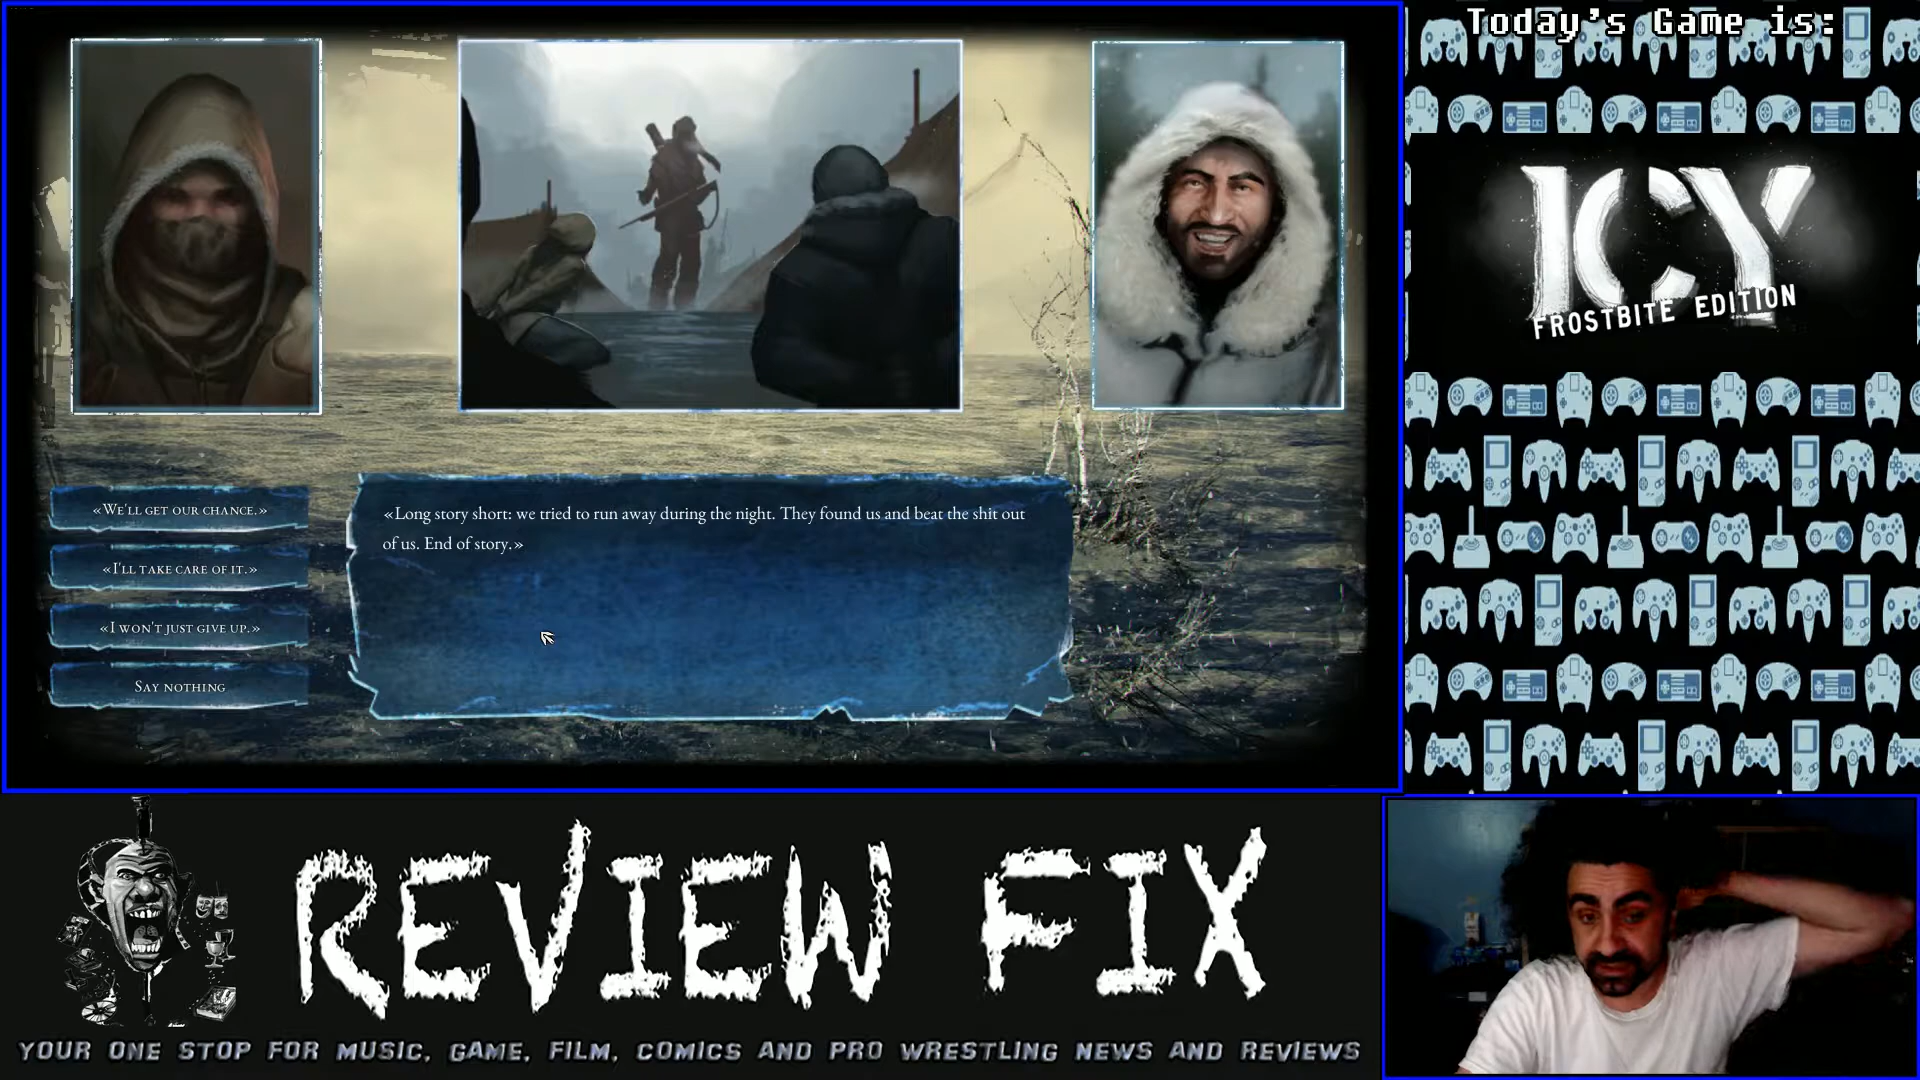 Today's Game is:
ICY
FROSTBITE EDITION
«Long story short: we tried to run away during the night. They found us and beat the shit out
of us. End of story.»
«We'll get our chance.»
«I'll take care of it.»
«I won't just give up.»
Say nothing
REVIEW FIX
YOUR ONE STOP FOR MUSIC, GAME, FILM, COMICS AND PRO WRESTLING NEWS AND REVIEWS